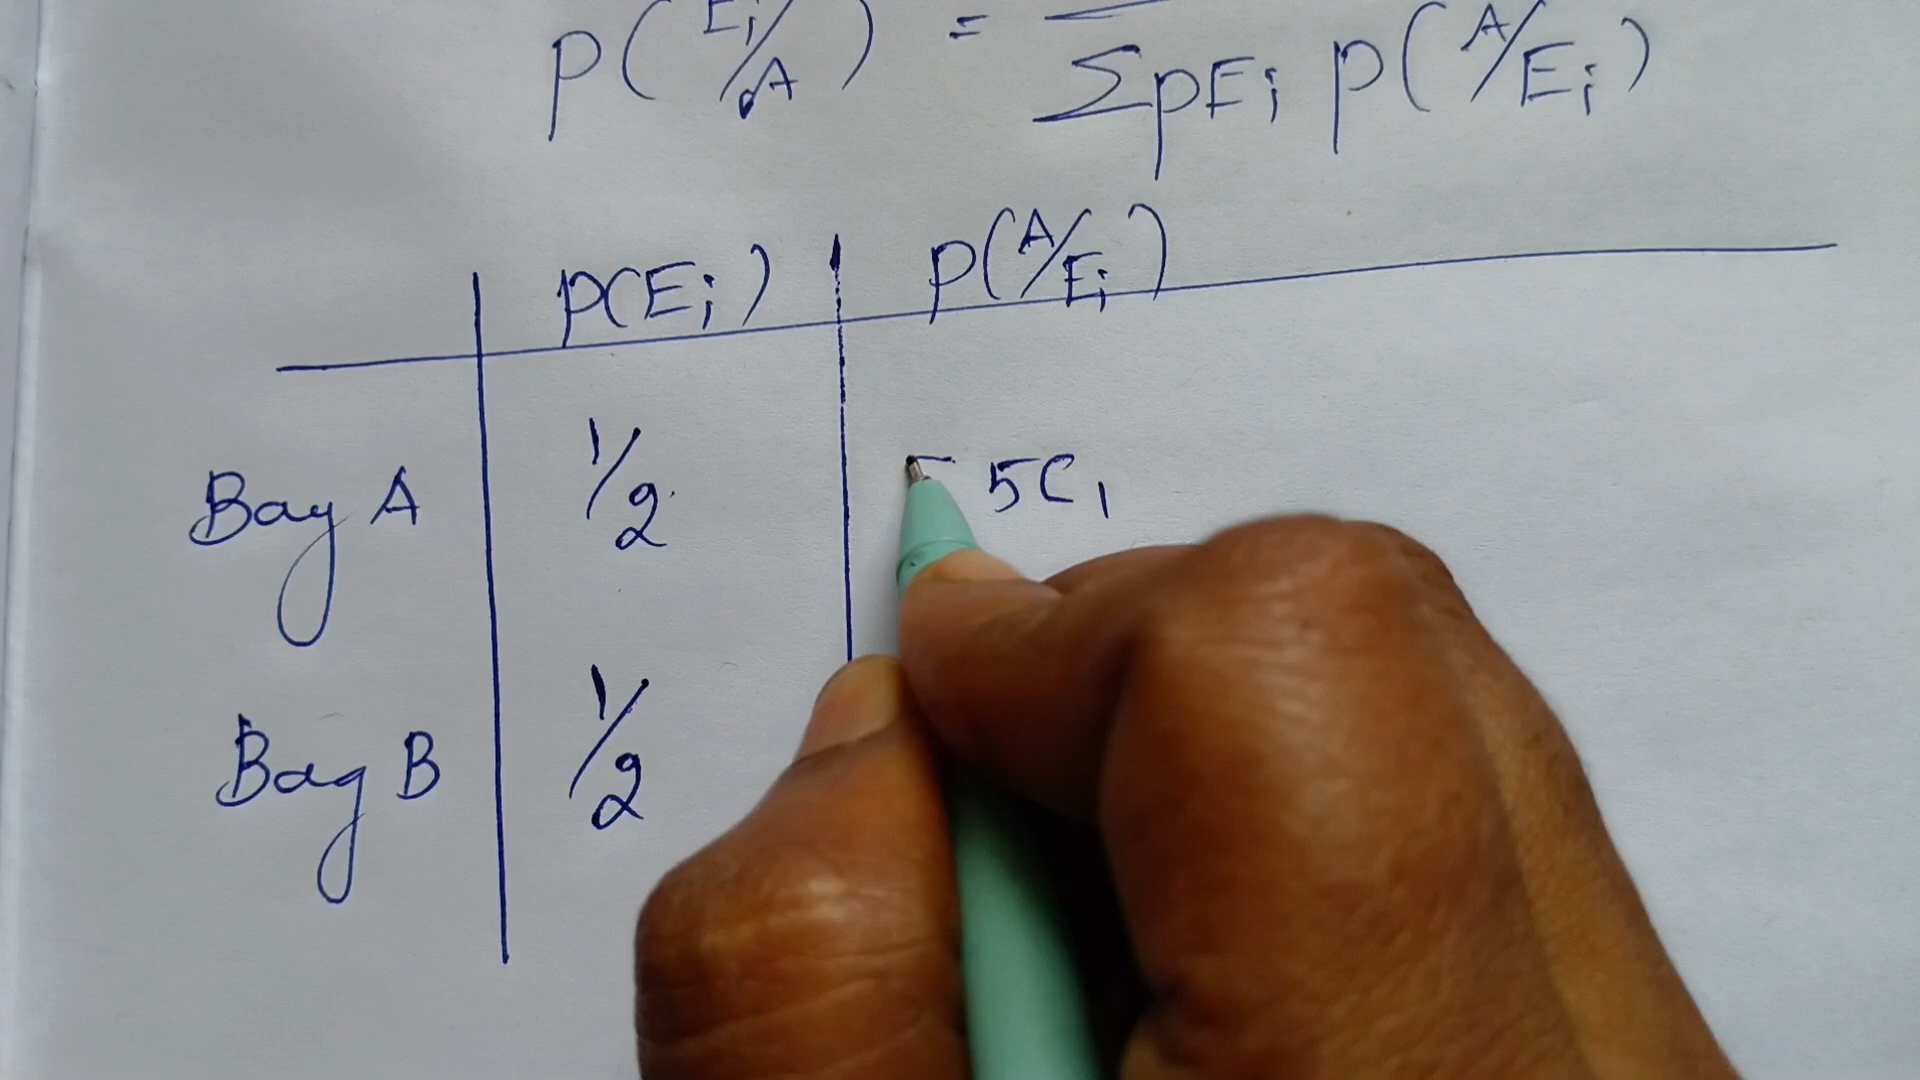 P(Ei/A) = ΣPEi P(A/Ei)
P(Ei) P(A/Ei)
Bag A 1/2 5C1
Bag B 1/2